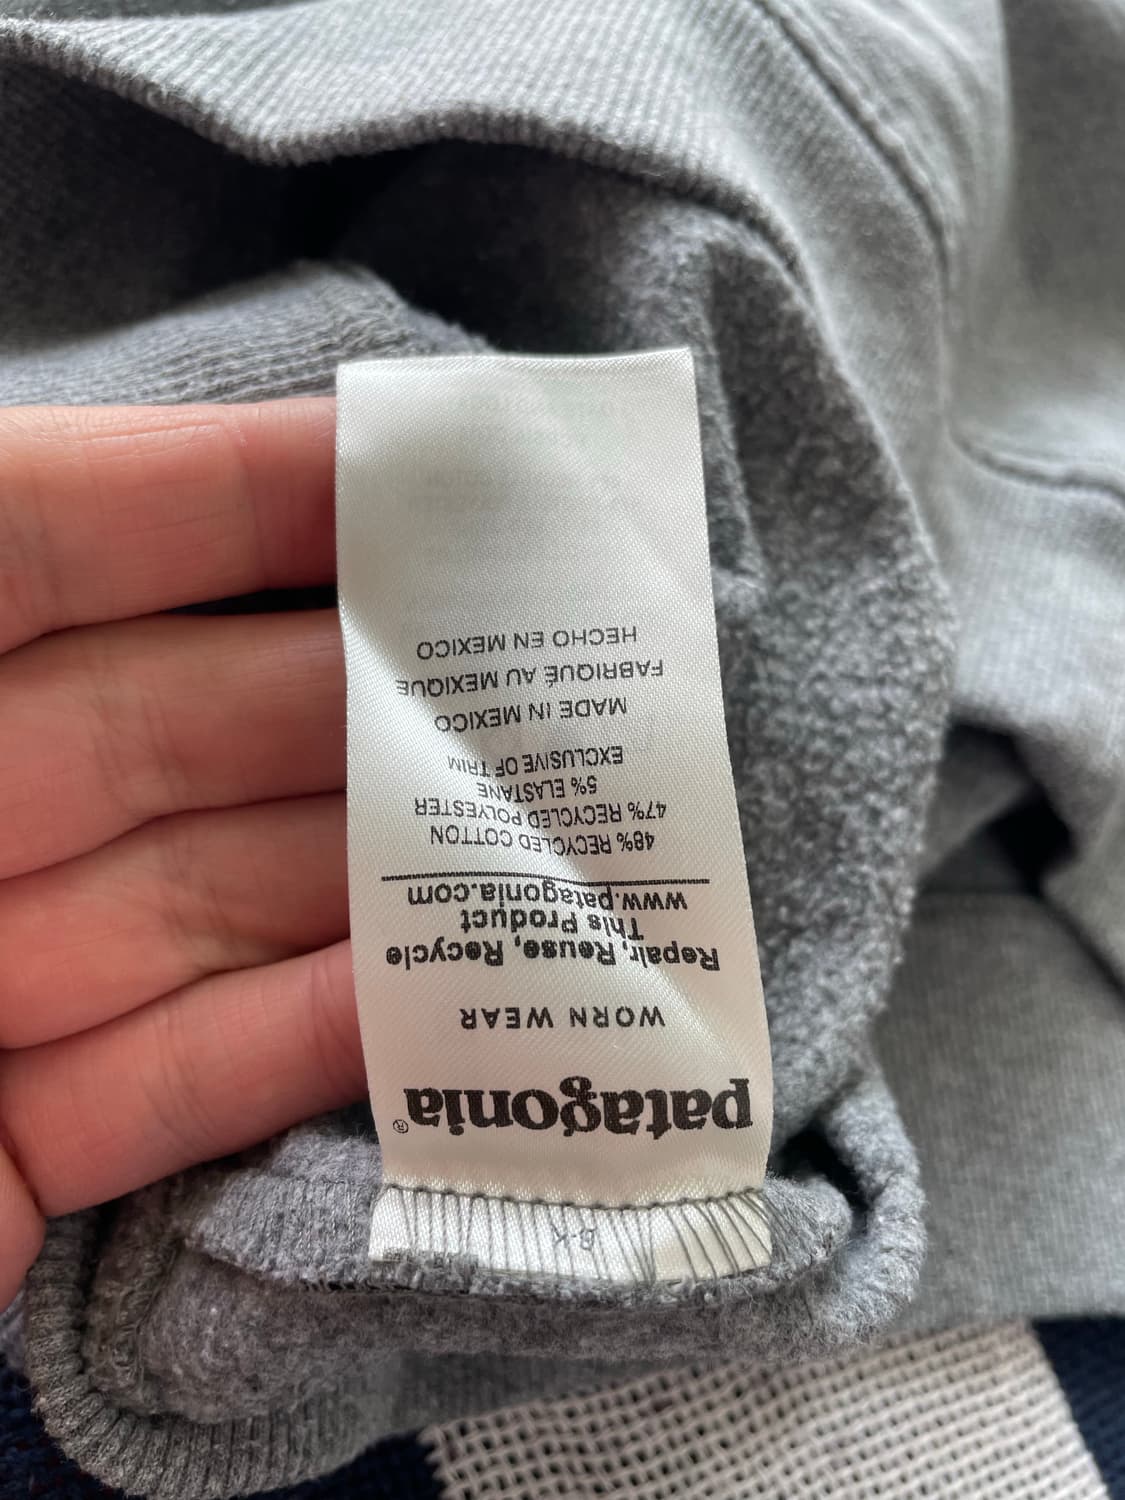 patagonia®
WORN WEAR
Repair, Reuse, Recycle
This Product
www.patagonia.com
48% RECYCLED COTTON
47% RECYCLED POLYESTER
5% ELASTANE
EXCLUSIVE OF TRIM
MADE IN MEXICO
FABRIQUÉ AU MEXIQUE
HECHO EN MEXICO